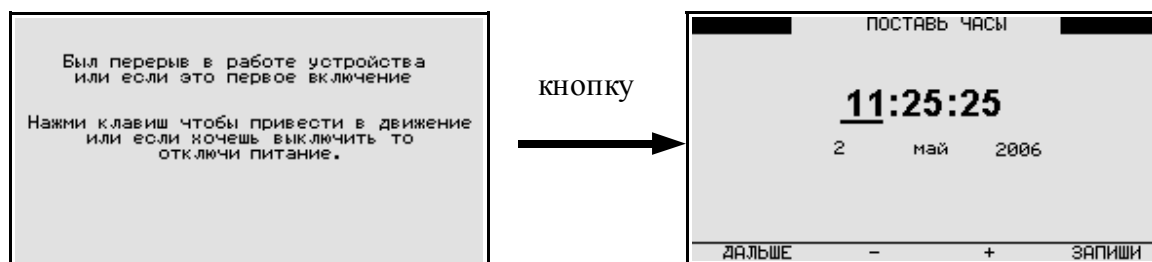 Был перерыв в работе устройства
или если это первое включение
Нажми клавиш чтобы привести в движение
или если хочешь выключить то
отключи питание.
кнопку
ПОСТАВЬ ЧАСЫ
11:25:25
2 май 2006
ДАЛЬШЕ - + ЗАПИШИ